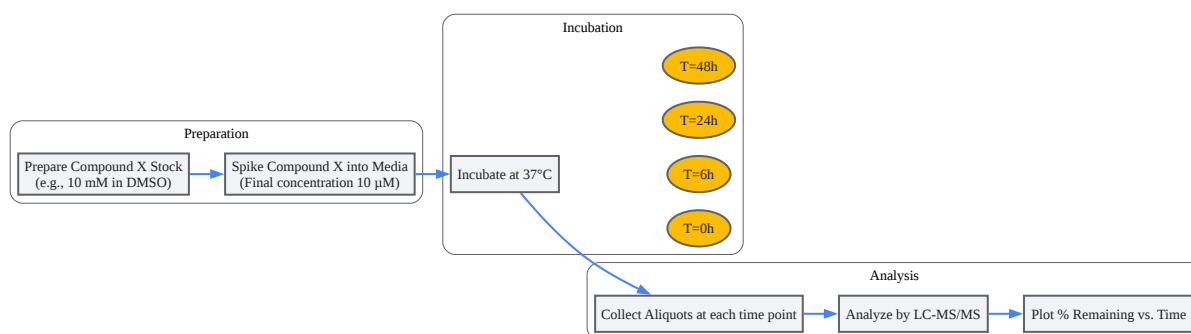 Preparation
Prepare Compound X Stock
(e.g., 10 mM in DMSO)
Spike Compound X into Media
(Final concentration 10 µM)
Incubation
Incubate at 37°C
T=48h
T=24h
T=6h
T=0h
Analysis
Collect Aliquots at each time point
Analyze by LC-MS/MS
Plot % Remaining vs. Time